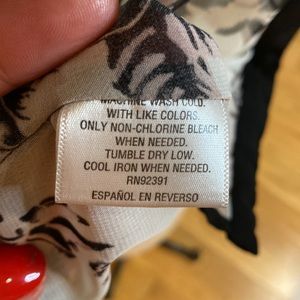 MACHINE WASH COLD.
WITH LIKE COLORS.
ONLY NON-CHLORINE BLEACH
WHEN NEEDED.
TUMBLE DRY LOW.
COOL IRON WHEN NEEDED.
RN92391
ESPAÑOL EN REVERSO